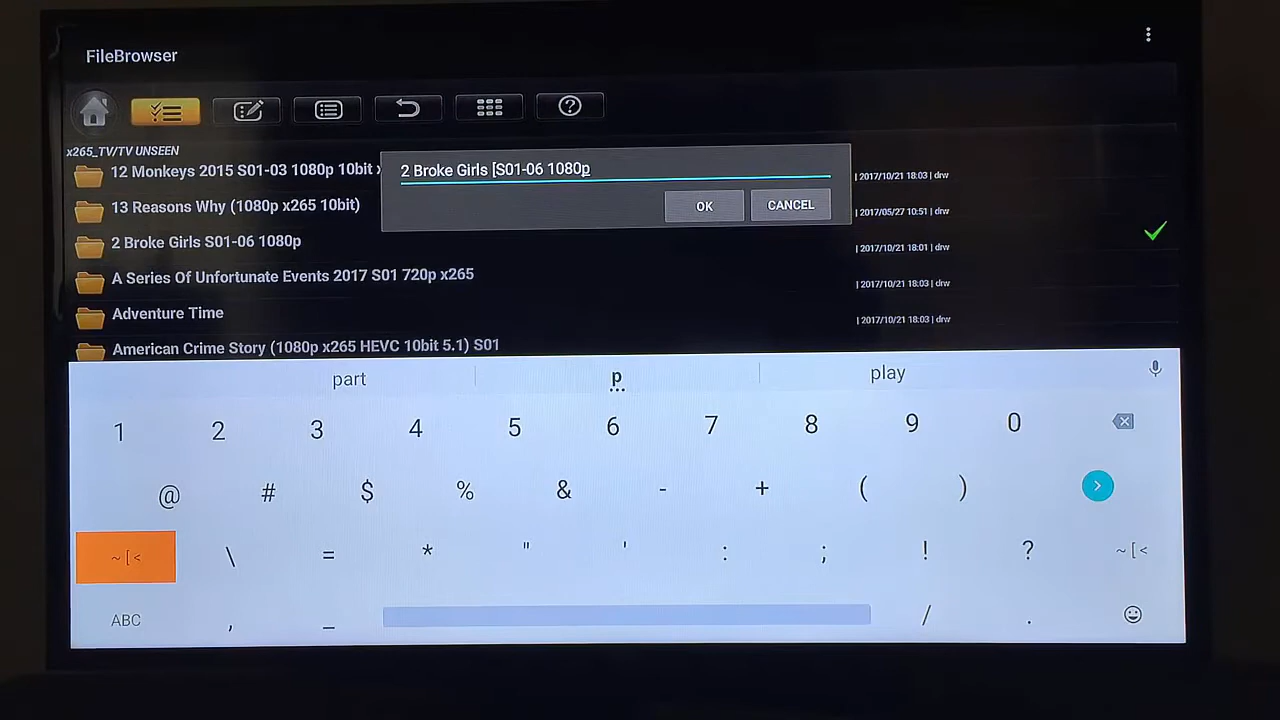 FileBrowser
x265_TV/TV UNSEEN
12 Monkeys 2015 S01-03 1080p 10bit
2 Broke Girls [S01-06 1080p
OK CANCEL
| 2017/10/21 18:03 | drw
13 Reasons Why (1080p x265 10bit)
| 2017/05/27 10:51 | drw
2 Broke Girls S01-06 1080p
| 2017/10/21 18:01 | drw
A Series Of Unfortunate Events 2017 S01 720p x265
| 2017/10/21 18:03 | drw
Adventure Time
| 2017/10/21 18:03 | drw
American Crime Story (1080p x265 HEVC 10bit 5.1) S01
part p play
1 2 3 4 5 6 7 8 9 0
@ # $ % & - + ( )
~ [ < \ = * " ' : ; ! ? ~ [ <
ABC , _ / .